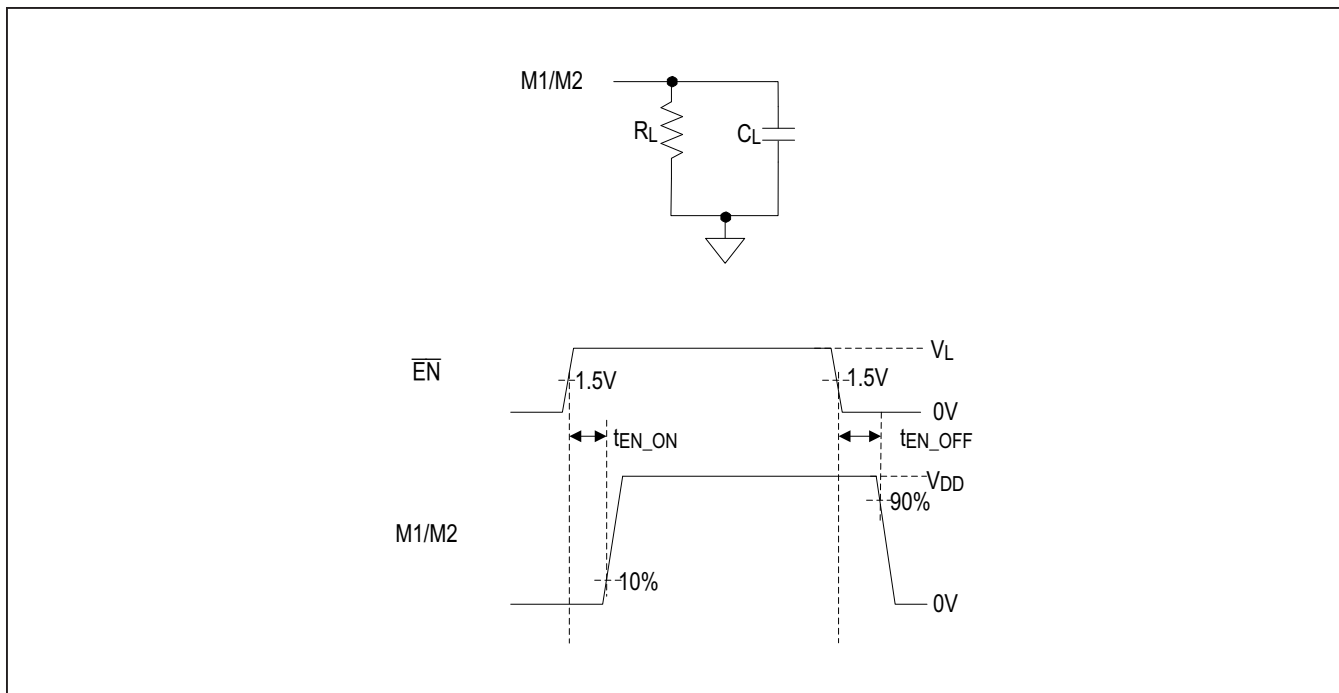 M1/M2
RL
CL
VL
EN
1.5V
1.5V
0V
tEN_ON
tEN_OFF
VDD
90%
M1/M2
10%
0V